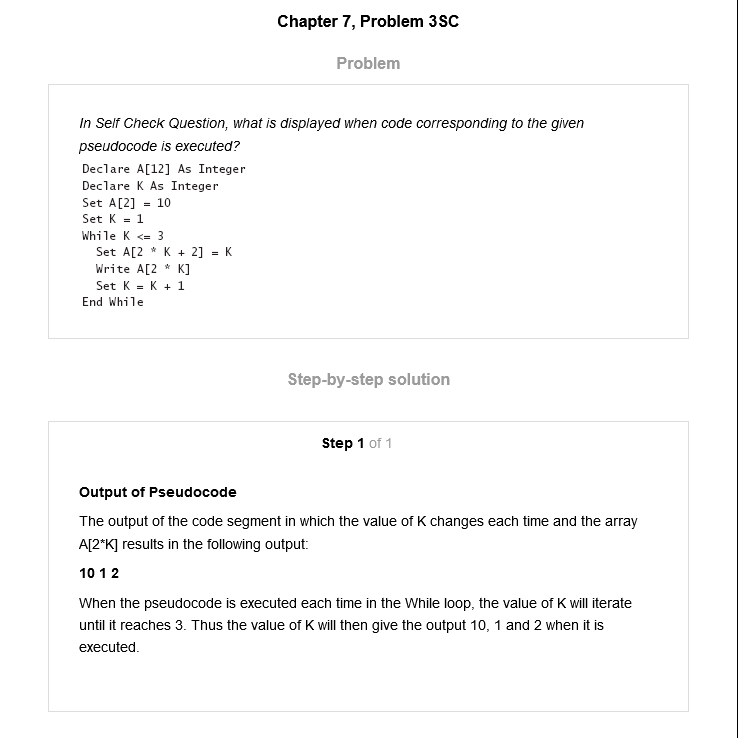 Chapter 7, Problem 3SC
Problem
In Self Check Question, what is displayed when code corresponding to the given
pseudocode is executed?
Declare A[12] As Integer
Declare K As Integer
Set A[2] = 10
Set K = 1
While K <= 3
Set A[2 * K + 2] = K
Write A[2 * K]
Set K = K + 1
End While
Step-by-step solution
Step 1 of 1
Output of Pseudocode
The output of the code segment in which the value of K changes each time and the array
A[2*K] results in the following output:
10 1 2
When the pseudocode is executed each time in the While loop, the value of K will iterate
until it reaches 3. Thus the value of K will then give the output 10, 1 and 2 when it is
executed.